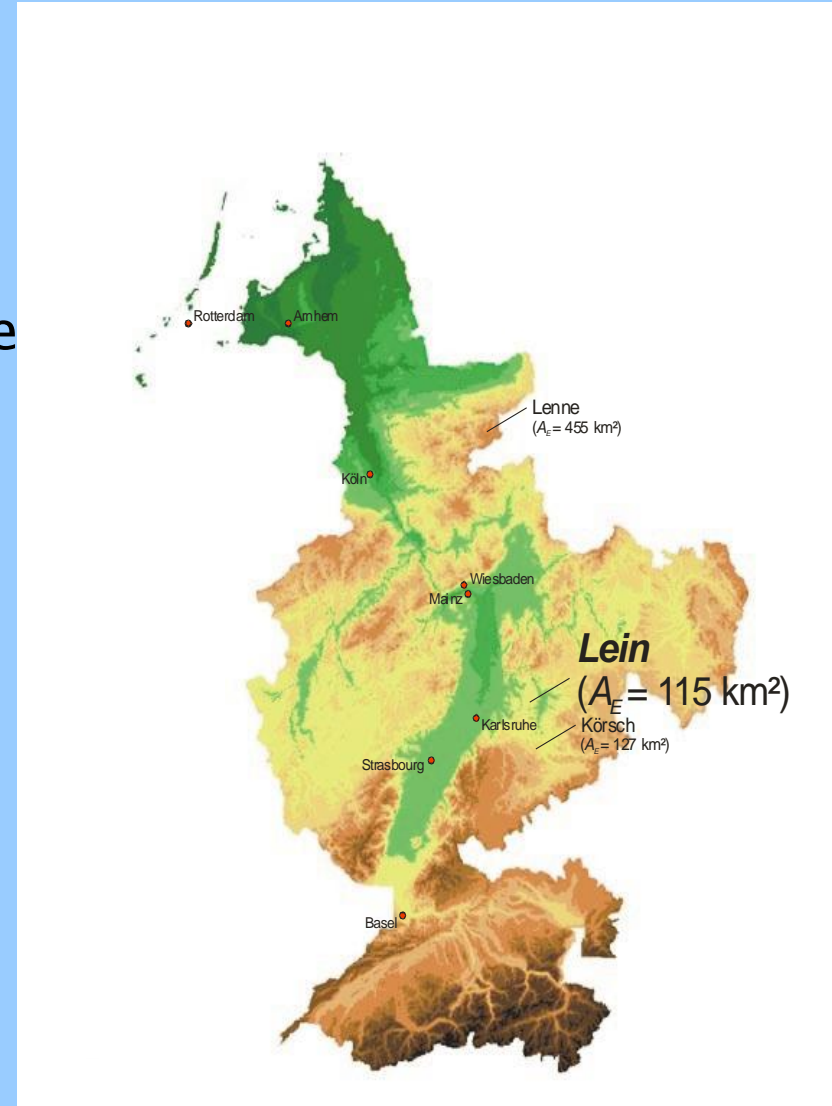 e
Rotterdam
Arnhem
Lenne
(A_E = 455 km²)
Köln
Wiesbaden
Mainz
Lein
(A_E = 115 km²)
Karlsruhe
Körsch
(A_E = 127 km²)
Strasbourg
Basel